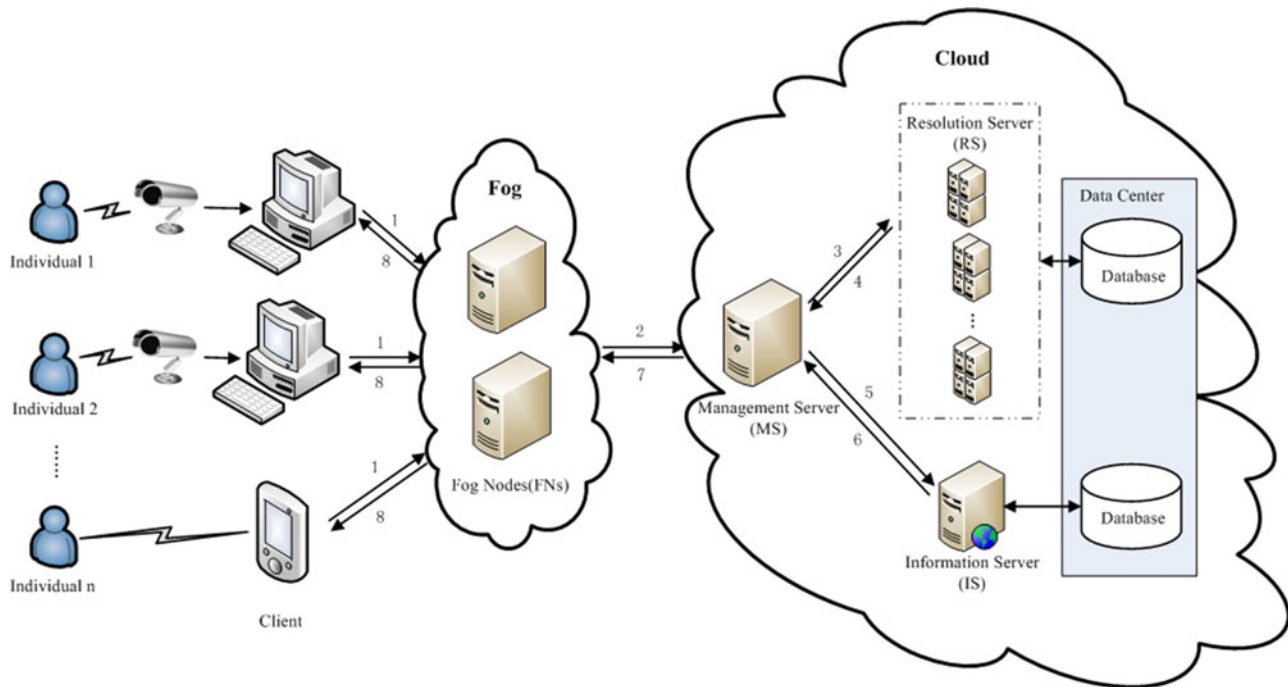 Cloud
Resolution Server
(RS)
Fog
Data Center
Individual 1
1
8
3
4
Database
2
7
1
8
Individual 2
Management Server
(MS)
5
6
Fog Nodes(FNs)
1
8
Database
Individual n
Information Server
(IS)
Client